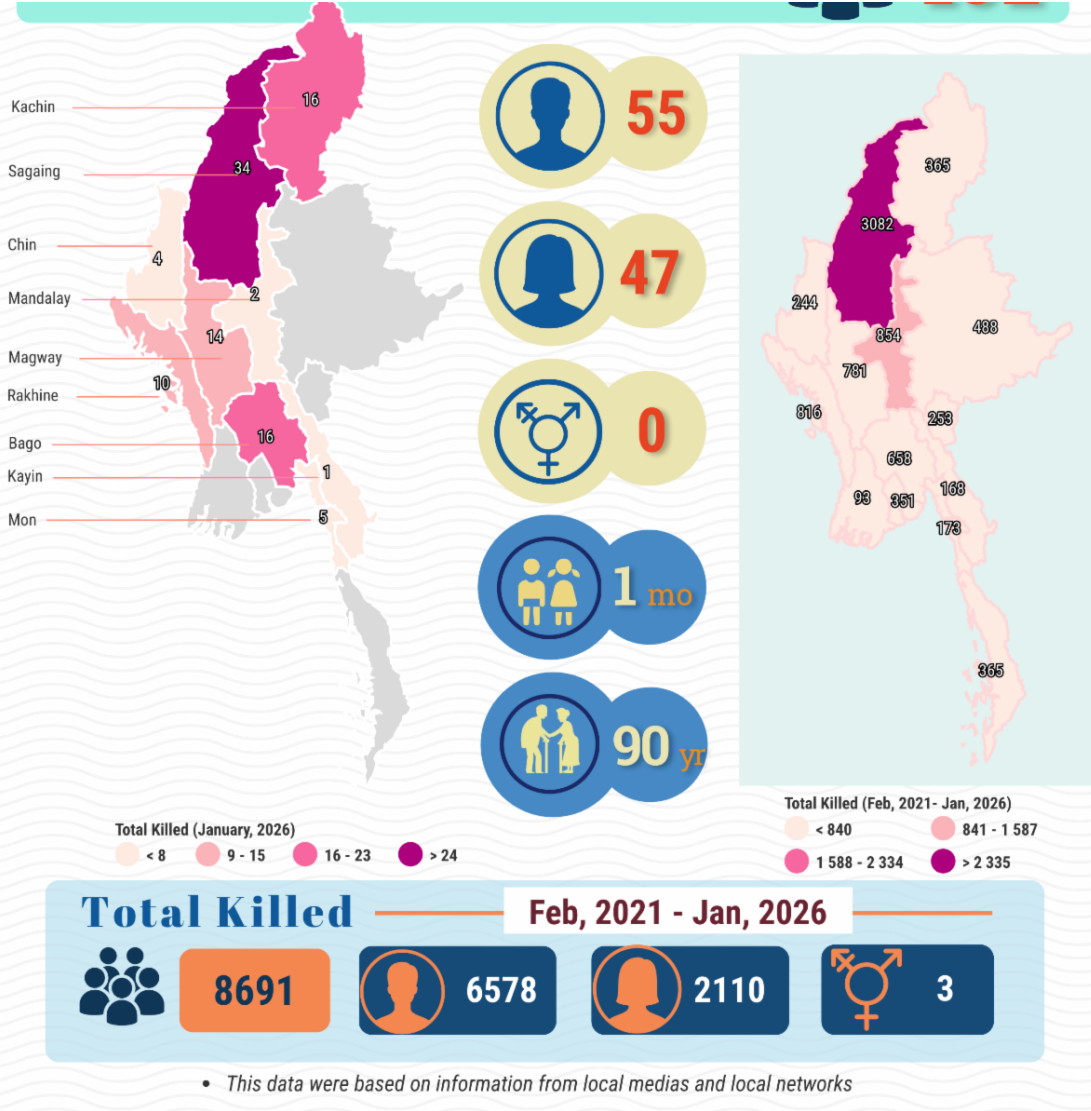 Kachin
Sagaing
Chin
Mandalay
Magway
Rakhine
Bago
Kayin
Mon
16
34
4
2
14
10
16
1
5
55
47
0
1 mo
90 yr
365
3082
244
854
488
781
816
253
658
93
351
168
173
365
Total Killed (January, 2026)
< 8
9 - 15
16 - 23
> 24
Total Killed (Feb, 2021- Jan, 2026)
< 840
841 - 1 587
1 588 - 2 334
> 2 335
Total Killed
Feb, 2021 - Jan, 2026
8691
6578
2110
3
• This data were based on information from local medias and local networks